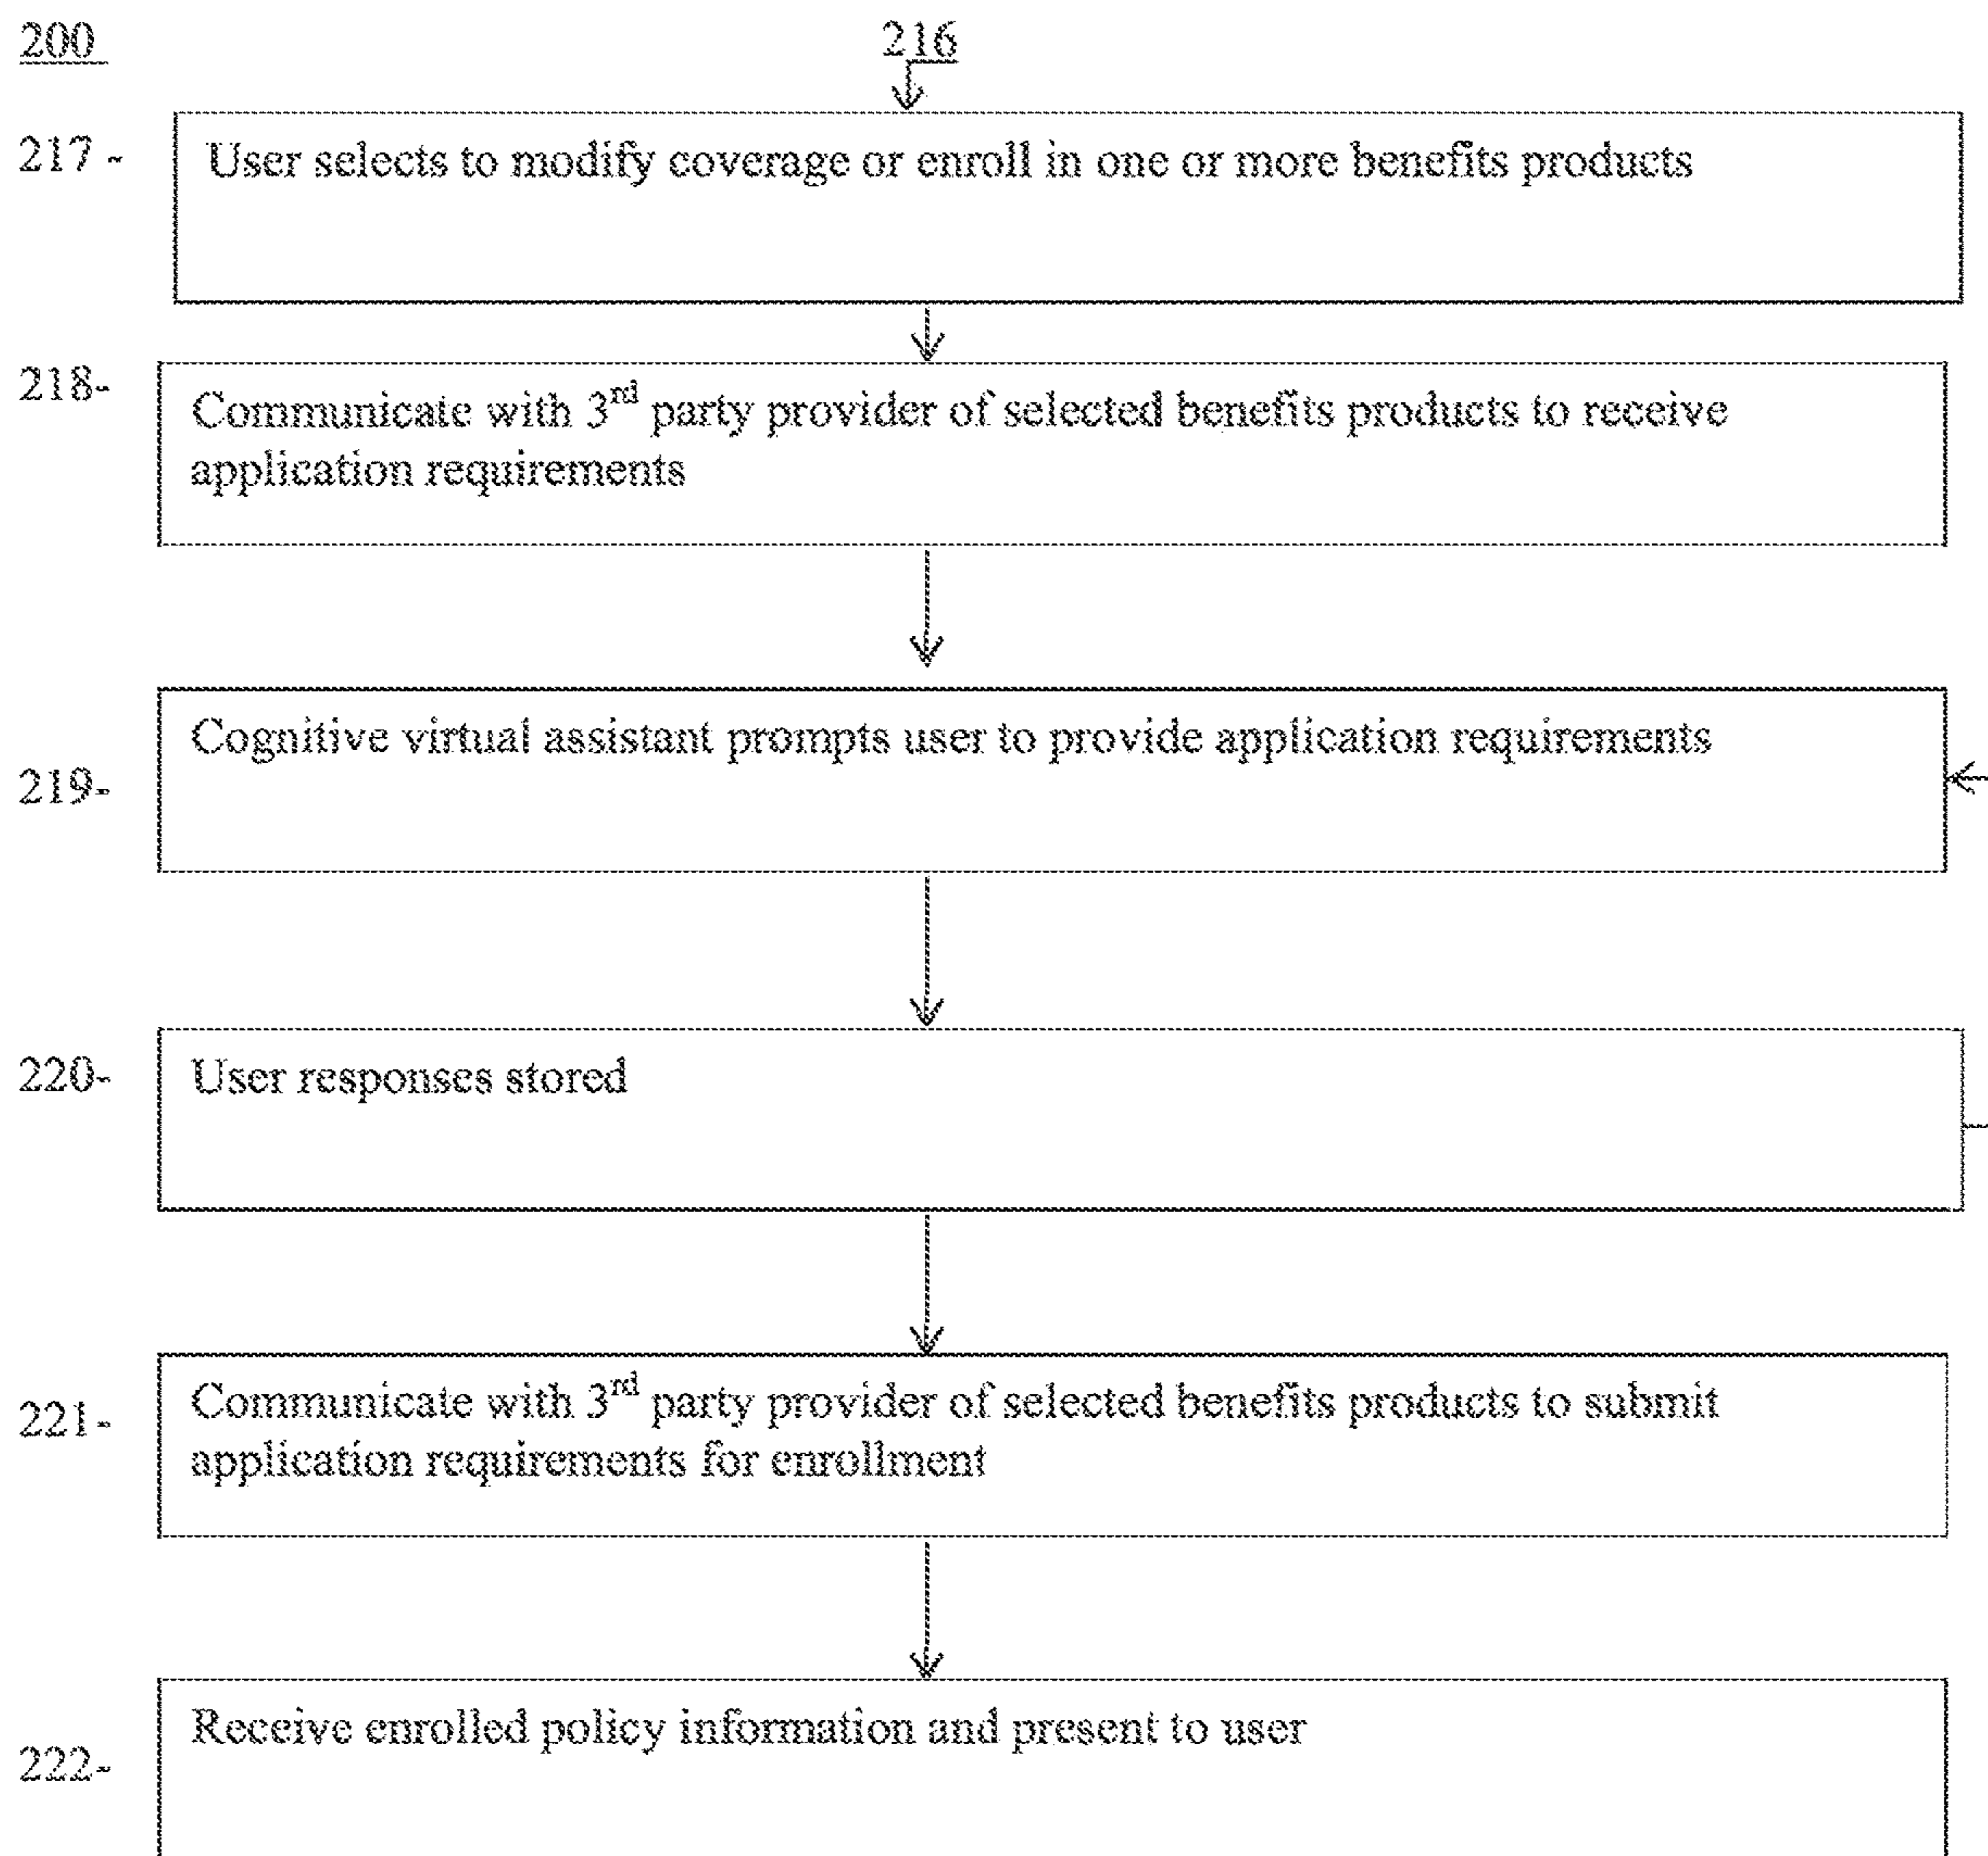 200
216
217 -
User selects to modify coverage or enroll in one or more benefits products
218-
Communicate with 3rd party provider of selected benefits products to receive
application requirements
Cognitive virtual assistant prompts user to provide application requirements
219-
220-
User responses stored
Communicate with 3rd party provider of selected benefits products to submit
221-
application requirements for enrollment
Receive enrolled policy information and present to user
222-